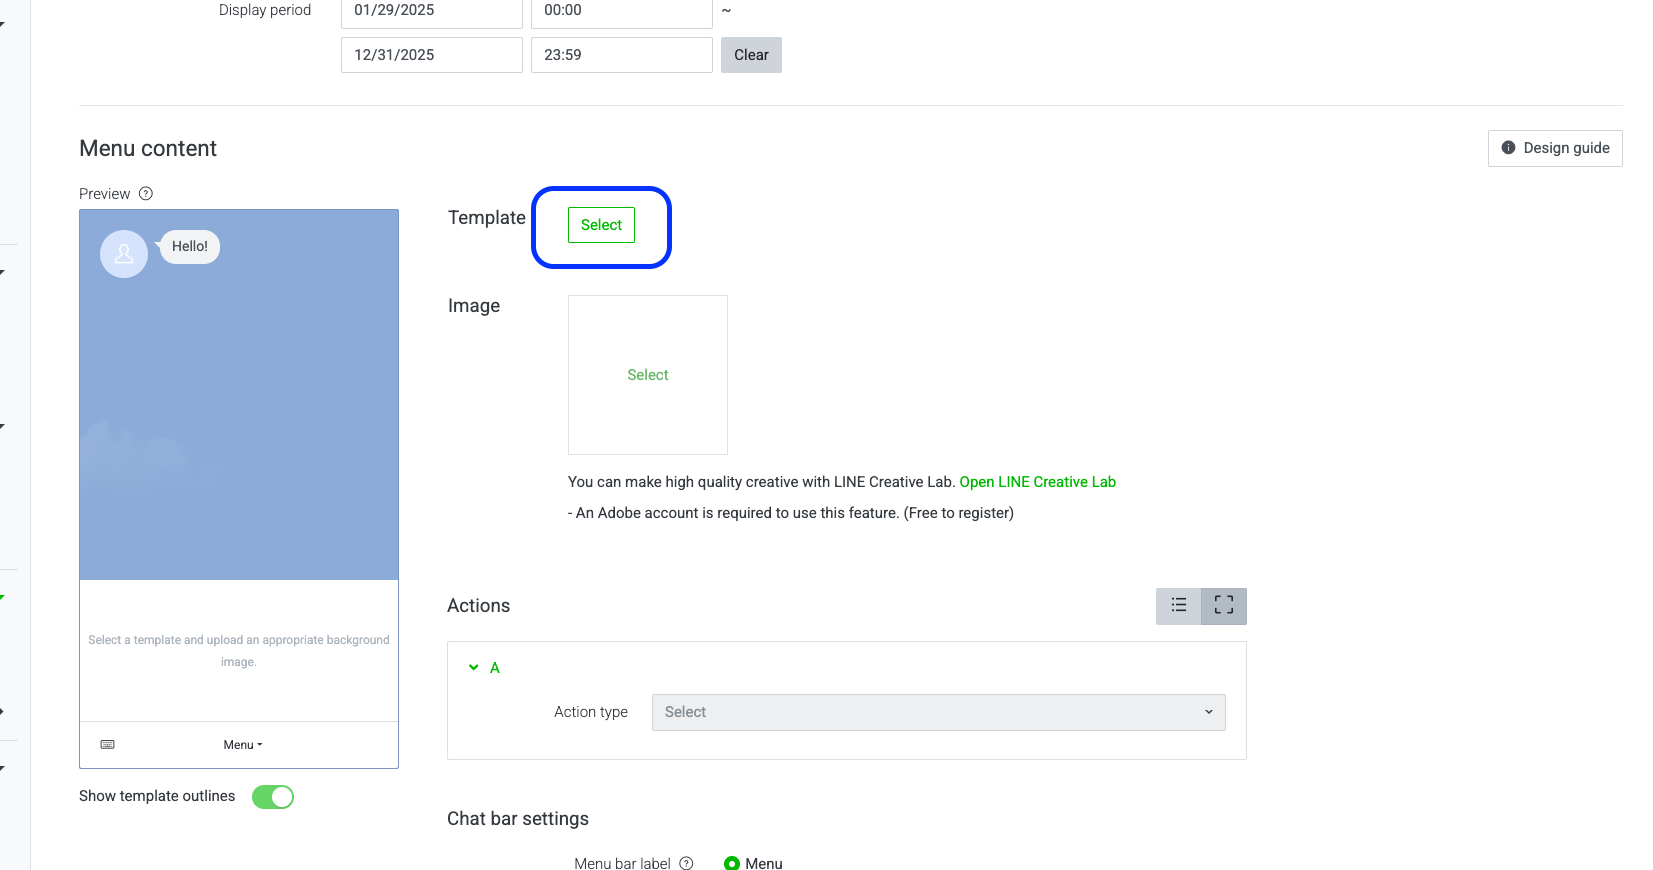 Display period 01/29/2025 00:00 ~
12/31/2025 23:59 Clear
Menu content
Design guide
Preview
Hello!
Template Select
Image
Select
You can make high quality creative with LINE Creative Lab. Open LINE Creative Lab
- An Adobe account is required to use this feature. (Free to register)
Select a template and upload an appropriate background
image.
Menu
Show template outlines
Actions
A
Action type Select
Chat bar settings
Menu bar label Menu